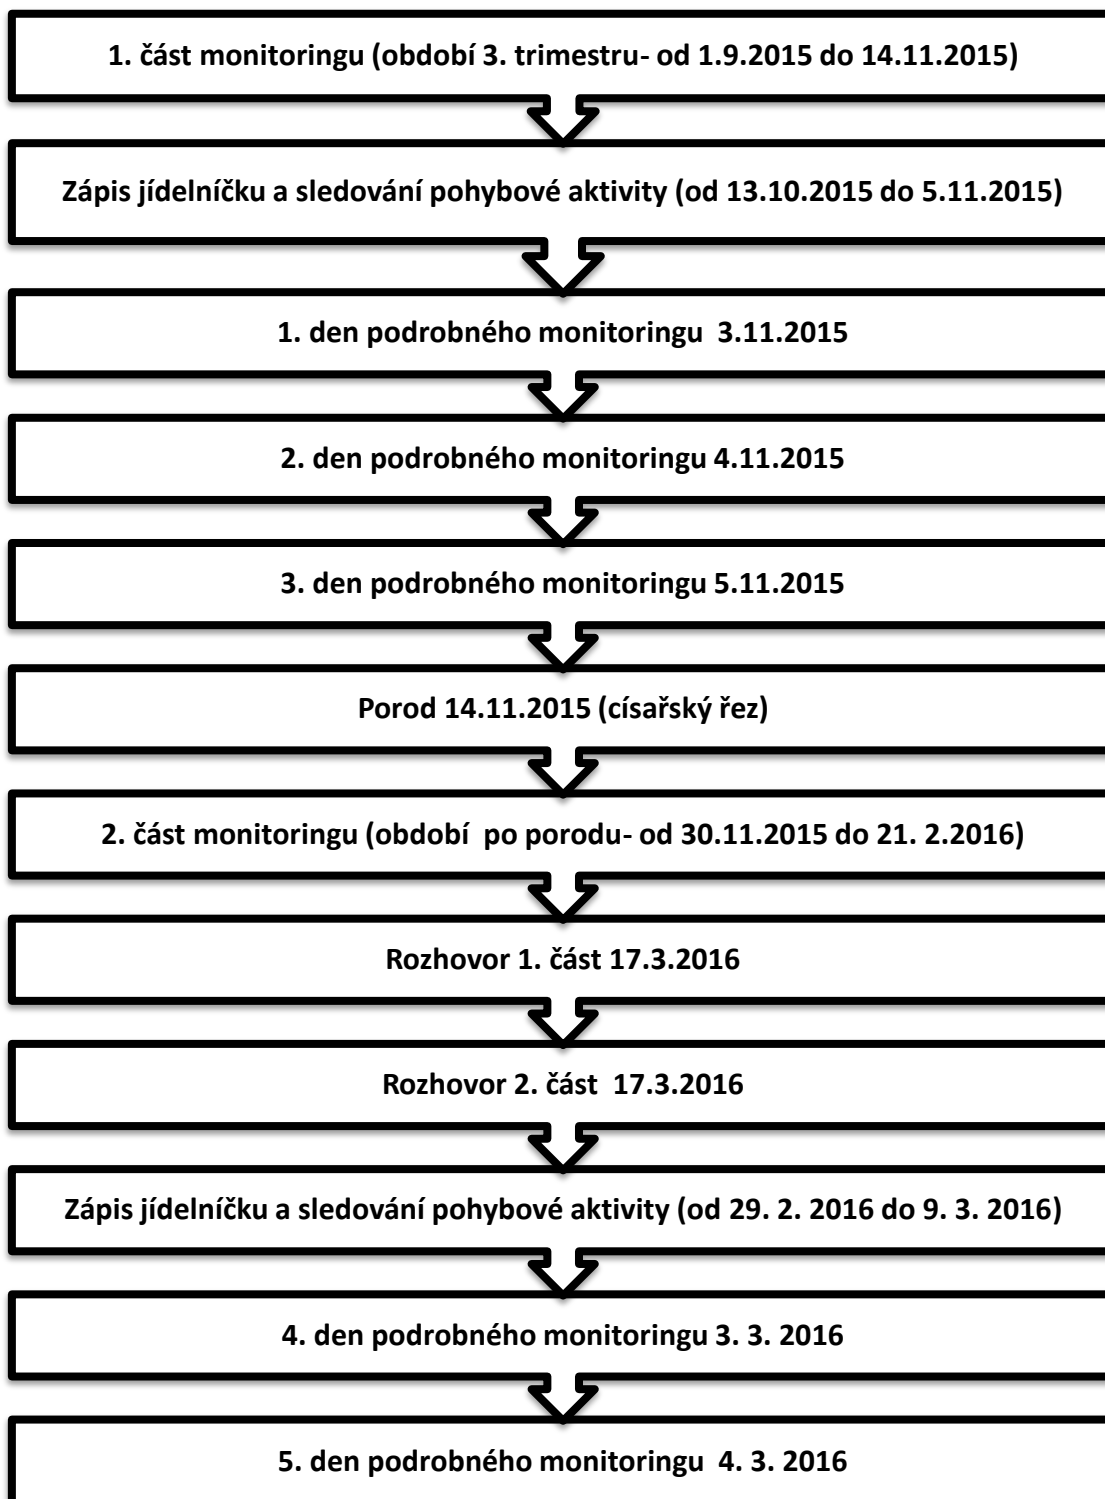 1. část monitoringu (období 3. trimestru- od 1.9.2015 do 14.11.2015)
Zápis jídelníčku a sledování pohybové aktivity (od 13.10.2015 do 5.11.2015)
1. den podrobného monitoringu  3.11.2015
2. den podrobného monitoringu 4.11.2015
3. den podrobného monitoringu 5.11.2015
Porod 14.11.2015 (císařský řez)
2. část monitoringu (období  po porodu- od 30.11.2015 do 21. 2.2016)
Rozhovor 1. část 17.3.2016
Rozhovor 2. část  17.3.2016
Zápis jídelníčku a sledování pohybové aktivity (od 29. 2. 2016 do 9. 3. 2016)
4. den podrobného monitoringu 3. 3. 2016
5. den podrobného monitoringu  4. 3. 2016